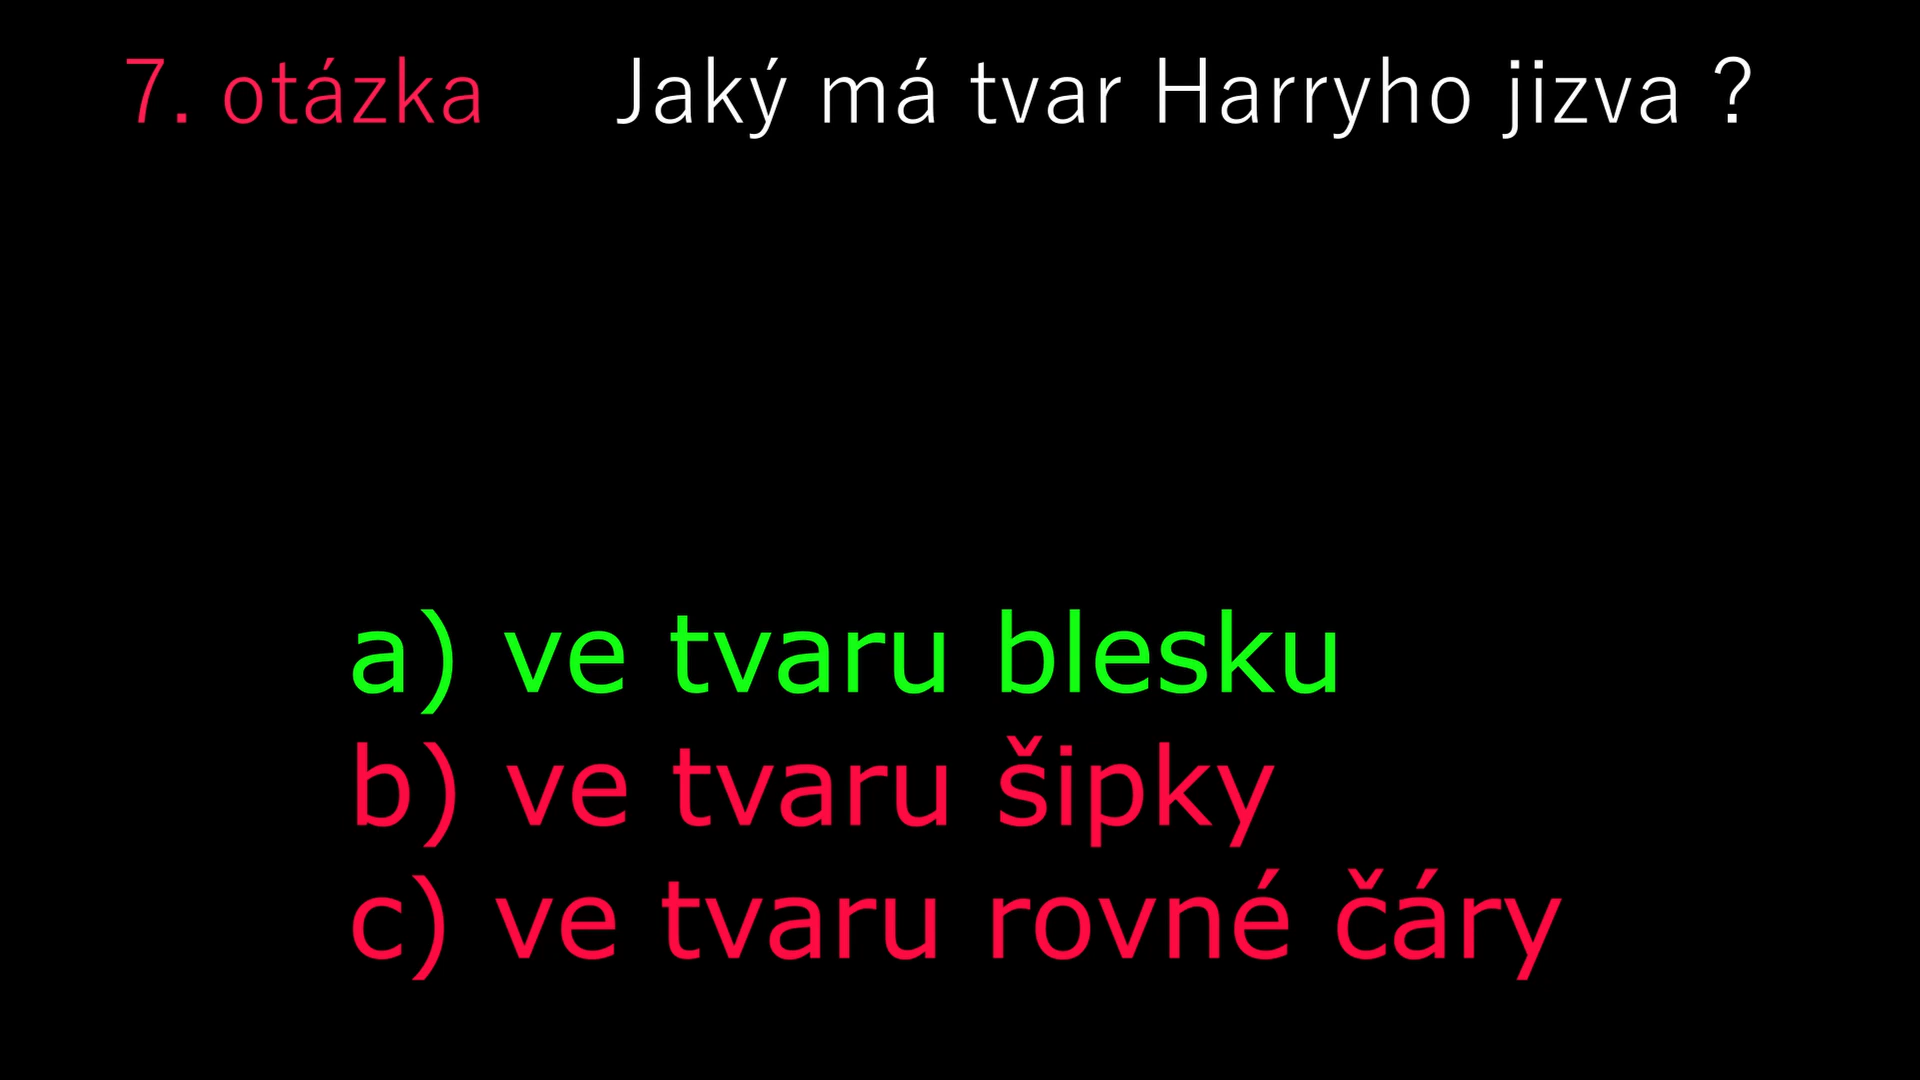 7. otázka Jaký má tvar Harryho jizva ?
a) ve tvaru blesku
b) ve tvaru šipky
c) ve tvaru rovné čáry